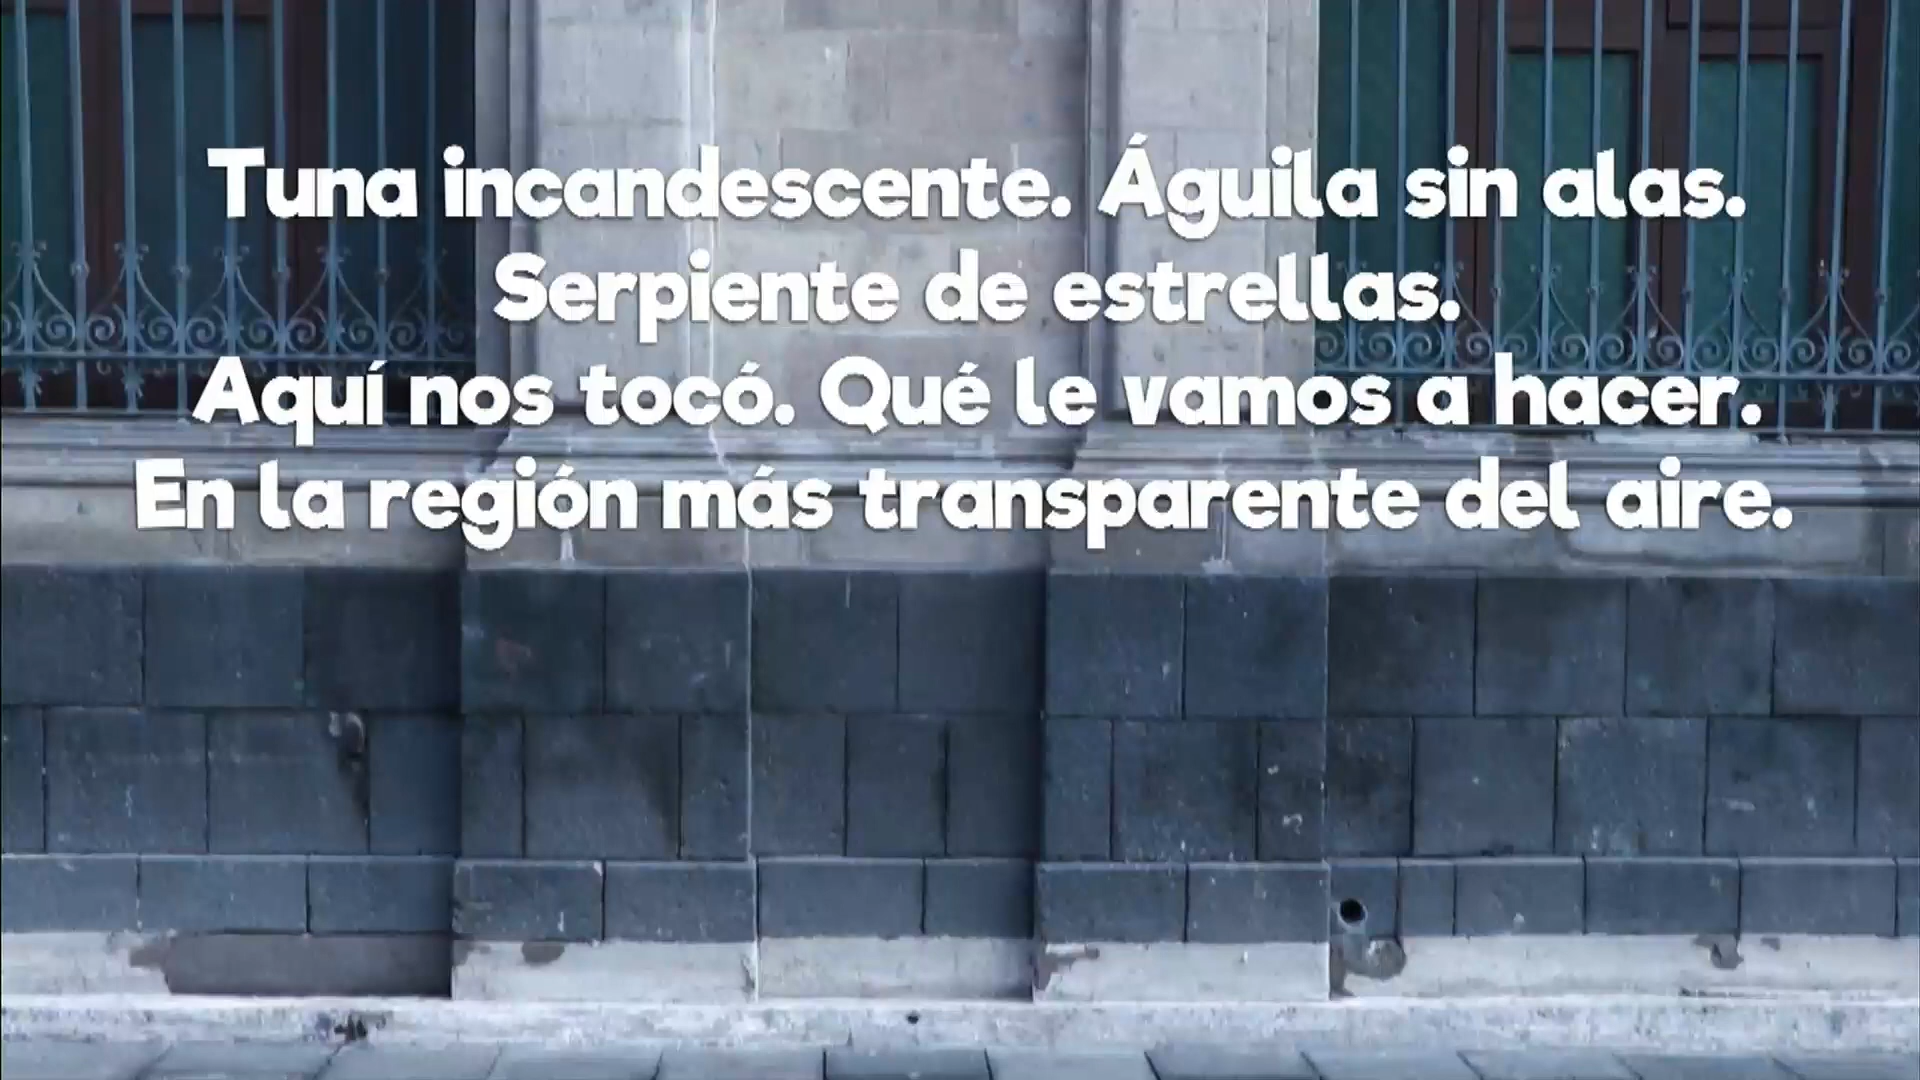 Tuna incandescente. Águila sin alas.
Serpiente de estrellas.
Aquí nos tocó. Qué le vamos a hacer.
En la región más transparente del aire.